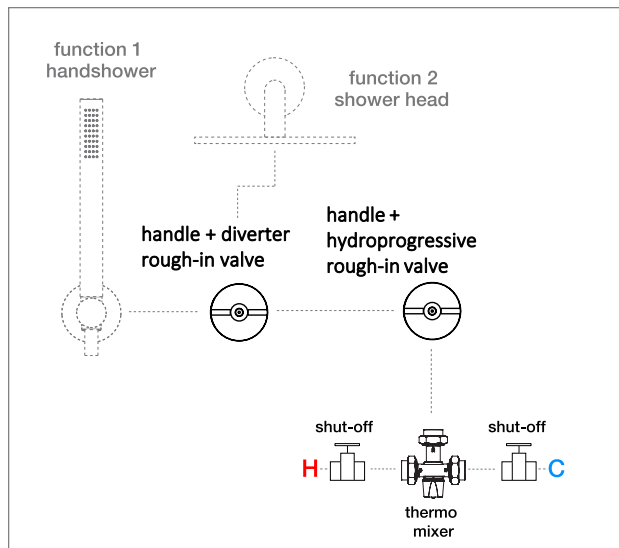 function 1
handshower
function 2
shower head
handle + diverter
rough-in valve
handle +
hydroprogressive
rough-in valve
shut-off
shut-off
H
C
thermo
mixer